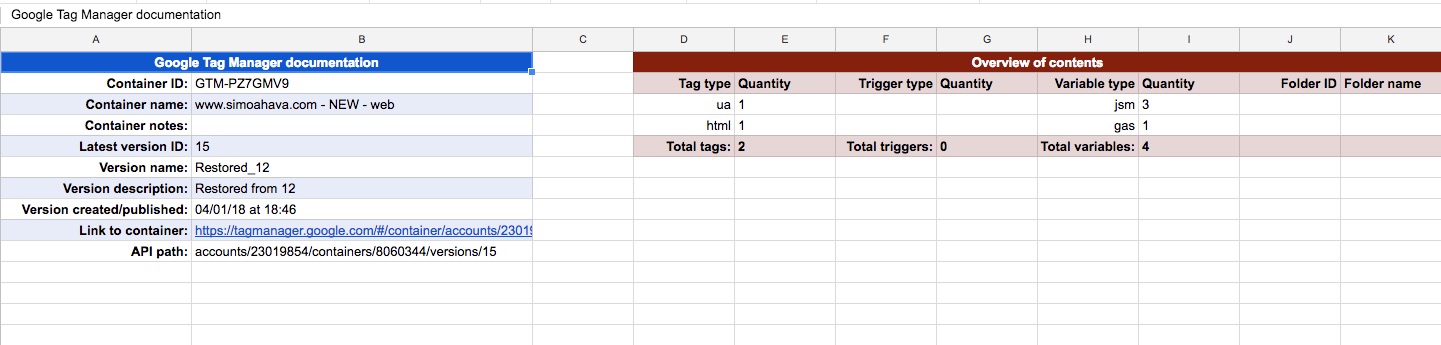 Google Tag Manager documentation
A B C D E F G H I J K
Google Tag Manager documentation Overview of contents
Container ID: GTM-PZ7GMV9 Tag type Quantity Trigger type Quantity Variable type Quantity Folder ID Folder name
Container name: www.simoahava.com - NEW - web ua 1 jsm 3
Container notes: html 1 gas 1
Latest version ID: 15 Total tags: 2 Total triggers: 0 Total variables: 4
Version name: Restored_12
Version description: Restored from 12
Version created/published: 04/01/18 at 18:46
Link to container: https://tagmanager.google.com/#/container/accounts/23019
API path: accounts/23019854/containers/8060344/versions/15